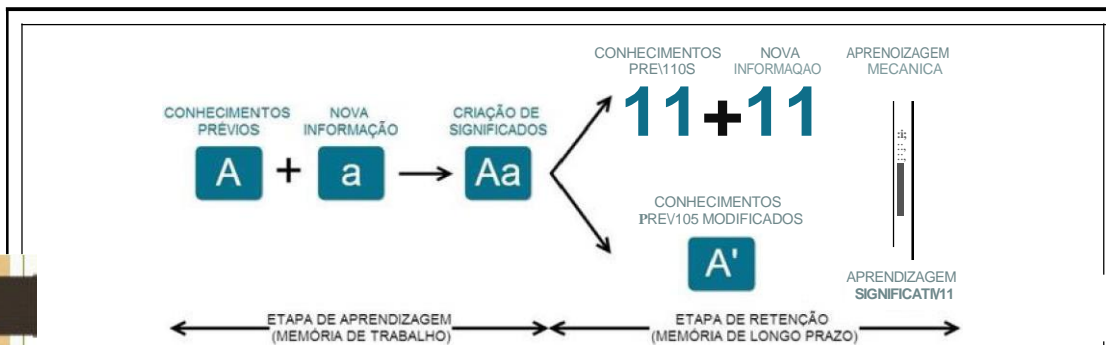 CONHECIMENTOS
PRÉVIOS
A
+
NOVA
INFORMAÇÃO
a
CRIAÇÃO DE
SIGNIFICADOS
Aa
CONHECIMENTOS
PRE\110S
11
+
NOVA
INFORMAQAO
11
APRENOIZAGEM
MECANICA
CONHECIMENTOS
PREV105 MODIFICADOS
A'
APRENDIZAGEM
SIGNIFICATIV11
ETAPA DE APRENDIZAGEM
(MEMÓRIA DE TRABALHO)
ETAPA DE RETENÇÃO
(MEMÓRIA DE LONGO PRAZO)